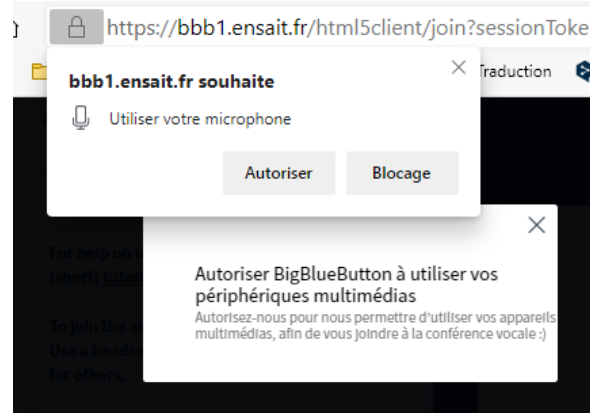 https://bbb1.ensait.fr/html5client/join?sessionToke
Traduction
bbb1.ensait.fr souhaite
Utiliser votre microphone
Autoriser Blocage
For help on
(short) tutor
Autoriser BigBlueButton à utiliser vos
périphériques multimédias
Autorisez-nous pour nous permettre d'utiliser vos appareils
multimédias, afin de vous joindre à la conférence vocale :)
To join the a
Use a headse
for others.